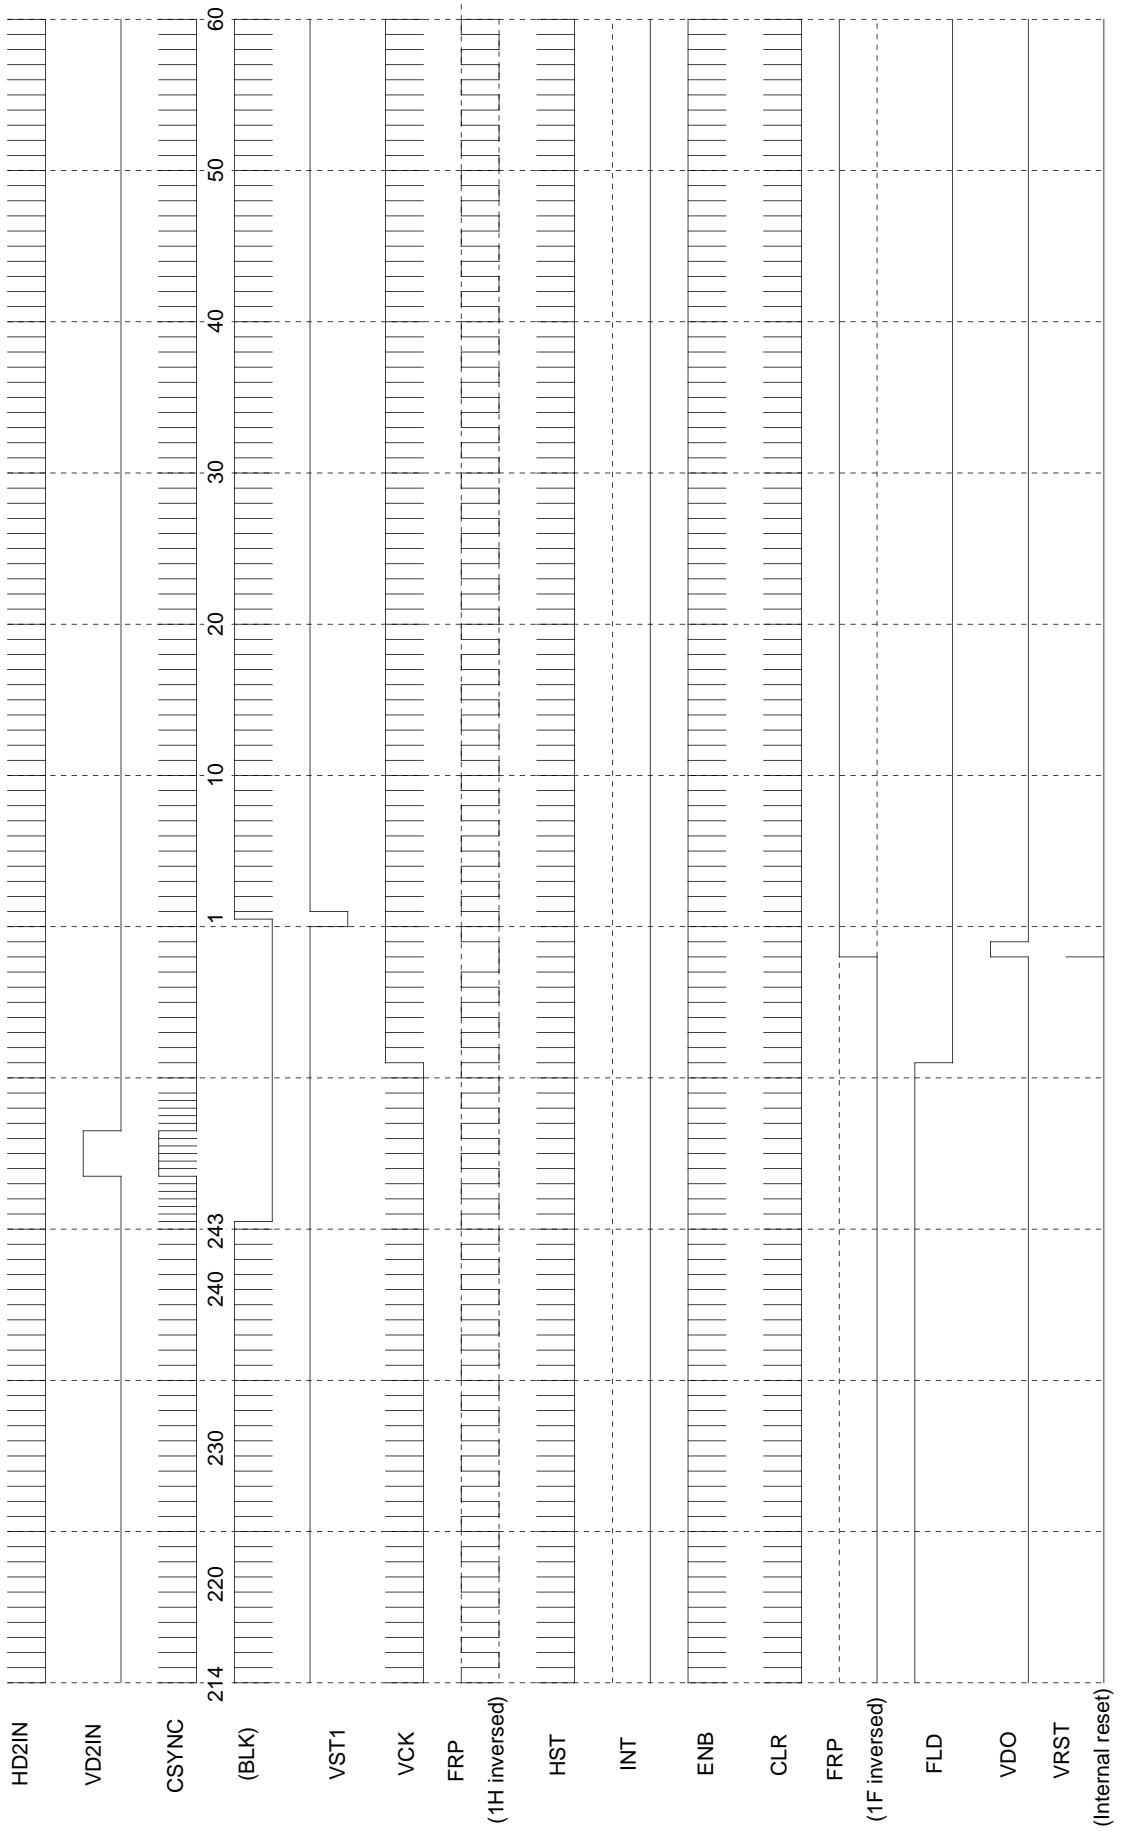 HD2IN
VD2IN
CSYNC
214
220
230
240
243
1
10
20
30
40
50
60
(BLK)
VST1
VCK
FRP
(1H inversed)
HST
INT
ENB
CLR
FRP
(1F inversed)
FLD
VDO
VRST
(Internal reset)